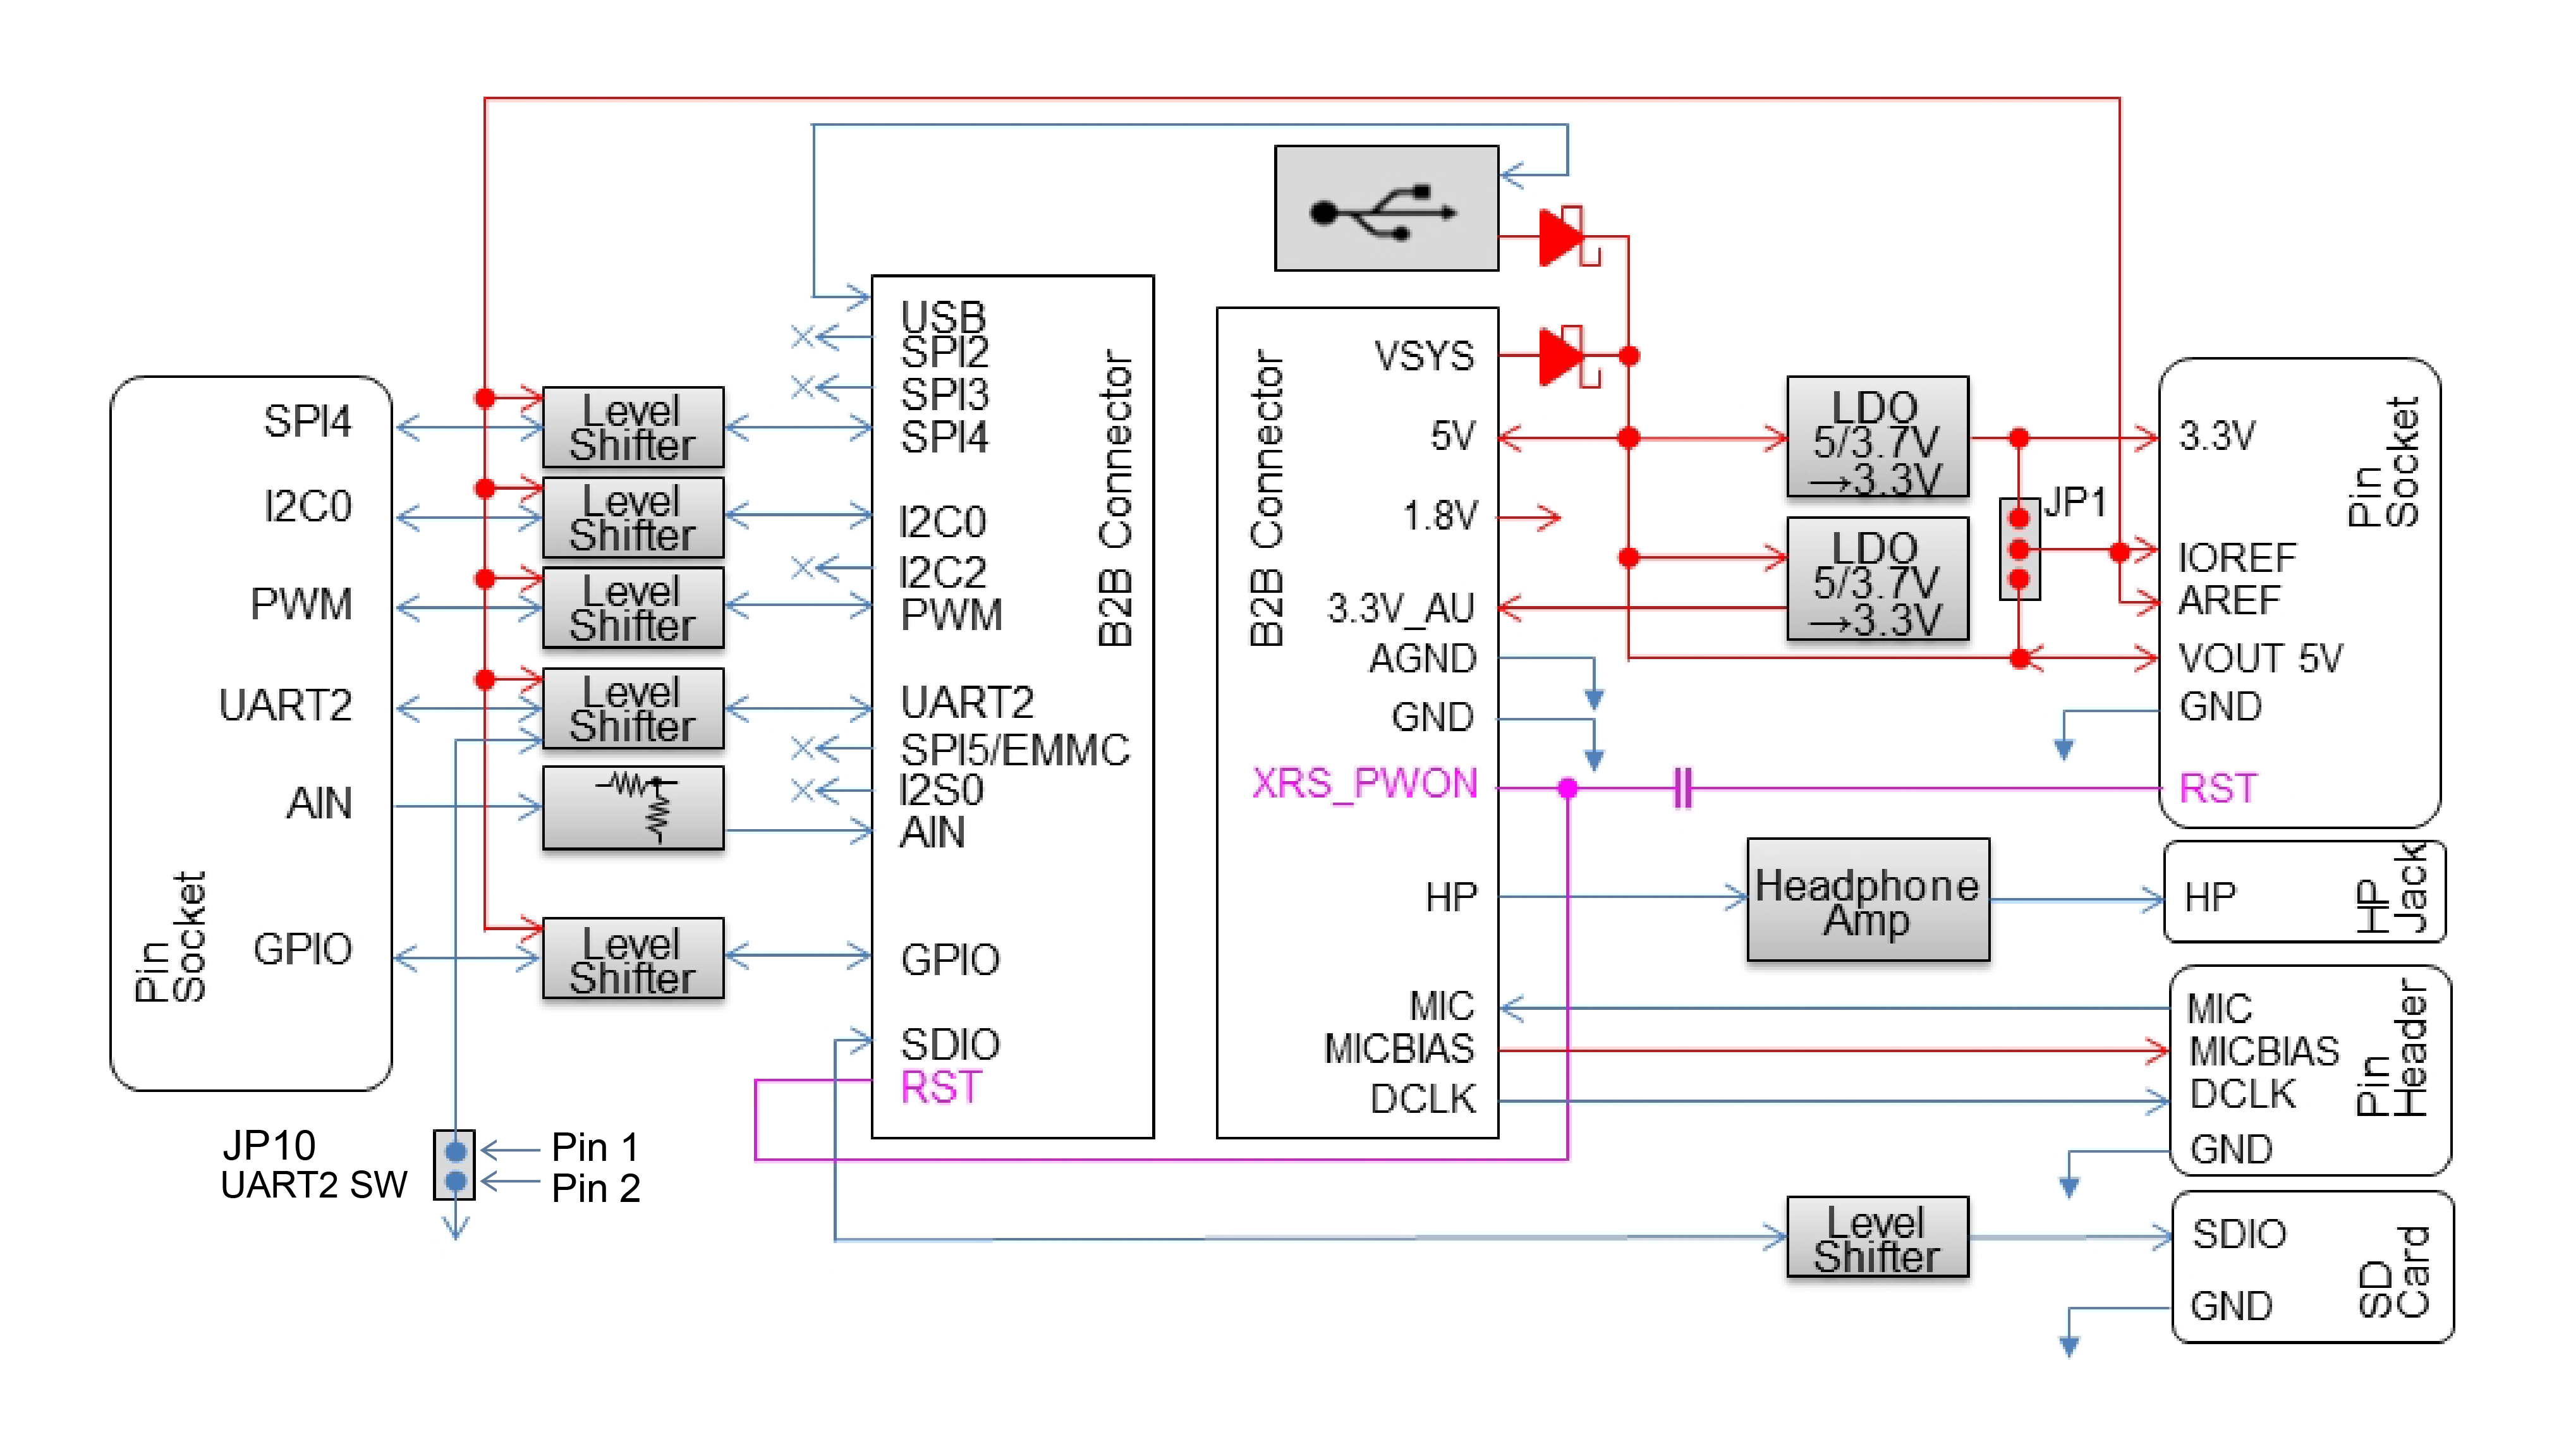 SPI4
I2C0
PWM
UART2
AIN
GPIO
Pin
Socket
Level
Shifter
Level
Shifter
Level
Shifter
Level
Shifter
Level
Shifter
JP10
UART2 SW
Pin 1
Pin 2
USB
SPI2
SPI3
SPI4
I2C0
I2C2
PWM
UART2
SPI5/EMMC
I2S0
AIN
GPIO
SDIO
RST
B2B Connector
B2B Connector
VSYS
5V
1.8V
3.3V_AU
AGND
GND
XRS_PWON
HP
MIC
MICBIAS
DCLK
LDO
5/3.7V
→3.3V
LDO
5/3.7V
→3.3V
JP1
Headphone
Amp
Level
Shifter
3.3V
IOREF
AREF
VOUT 5V
GND
RST
Pin
Socket
HP
HP
Jack
MIC
MICBIAS
DCLK
GND
Pin
Header
SDIO
GND
SD
Card